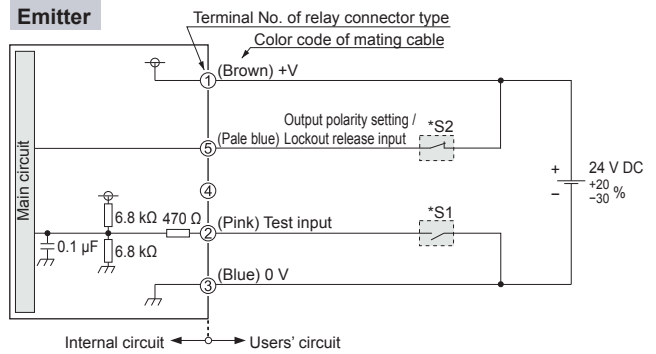 Emitter
Terminal No. of relay connector type
Color code of mating cable
1 (Brown) +V
Output polarity setting / *S2
5 (Pale blue) Lockout release input
Main circuit
4
+ 24 V DC
− +20 −30 %
6.8 kΩ 470 Ω 2 (Pink) Test input *S1
0.1 µF 6.8 kΩ
3 (Blue) 0 V
Internal circuit Users' circuit